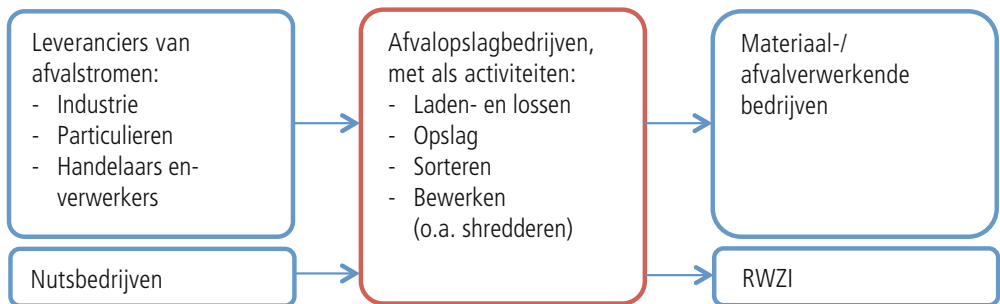 Leveranciers van
afvalstromen:
- Industrie
- Particulieren
- Handelaars en-
verwerkers
Nutsbedrijven
Afvalopslagbedrijven,
met als activiteiten:
- Laden- en lossen
- Opslag
- Sorteren
- Bewerken
(o.a. shredderen)
Materiaal-/
afvalverwerkende
bedrijven
RWZI